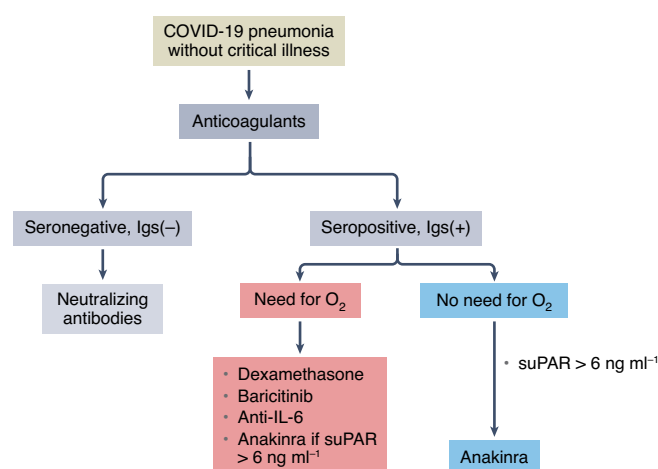 COVID-19 pneumonia
without critical illness
Anticoagulants
Seronegative, Igs(−)
Seropositive, Igs(+)
Neutralizing
antibodies
Need for O₂
No need for O₂
• Dexamethasone
• Baricitinib
• Anti-IL-6
• Anakinra if suPAR
> 6 ng ml⁻¹
• suPAR > 6 ng ml⁻¹
Anakinra